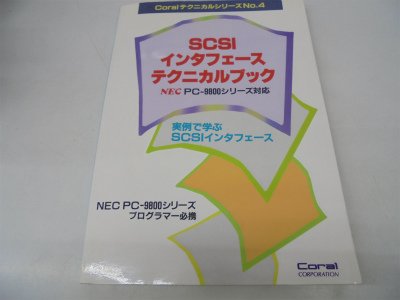 CoralテクニカルシリーズNo.4
SCSI
インタフェース
テクニカルブック
NEC PC-9800シリーズ対応
実例で学ぶ
SCSIインタフェース
NEC PC-9800シリーズ
プログラマー必携
Coral
CORPORATION